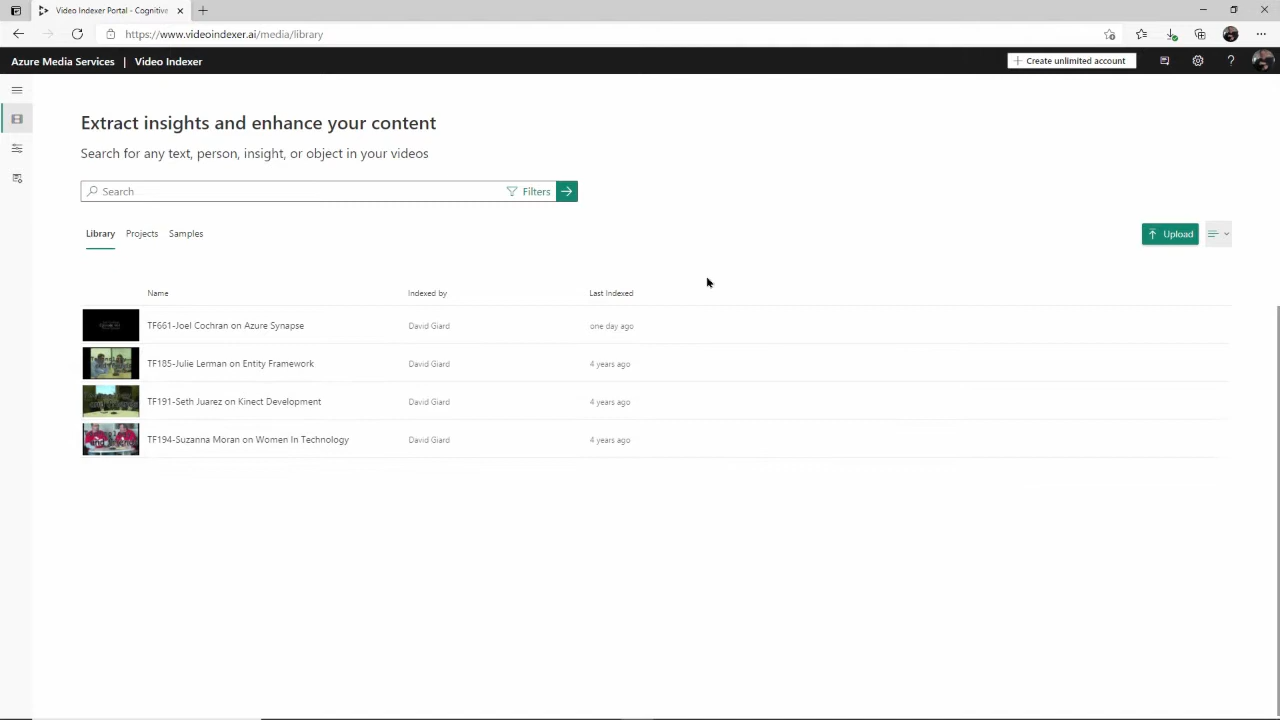 Video Indexer Portal - Cognitive
https://www.videoindexer.ai/media/library
Azure Media Services | Video Indexer
Create unlimited account
?
Extract insights and enhance your content
Search for any text, person, insight, or object in your videos
Search
Filters
Library Projects Samples
Upload
Name Indexed by Last Indexed
TF661-Joel Cochran on Azure Synapse David Giard one day ago
TF185-Julie Lerman on Entity Framework David Giard 4 years ago
TF191-Seth Juarez on Kinect Development David Giard 4 years ago
TF194-Suzanna Moran on Women In Technology David Giard 4 years ago